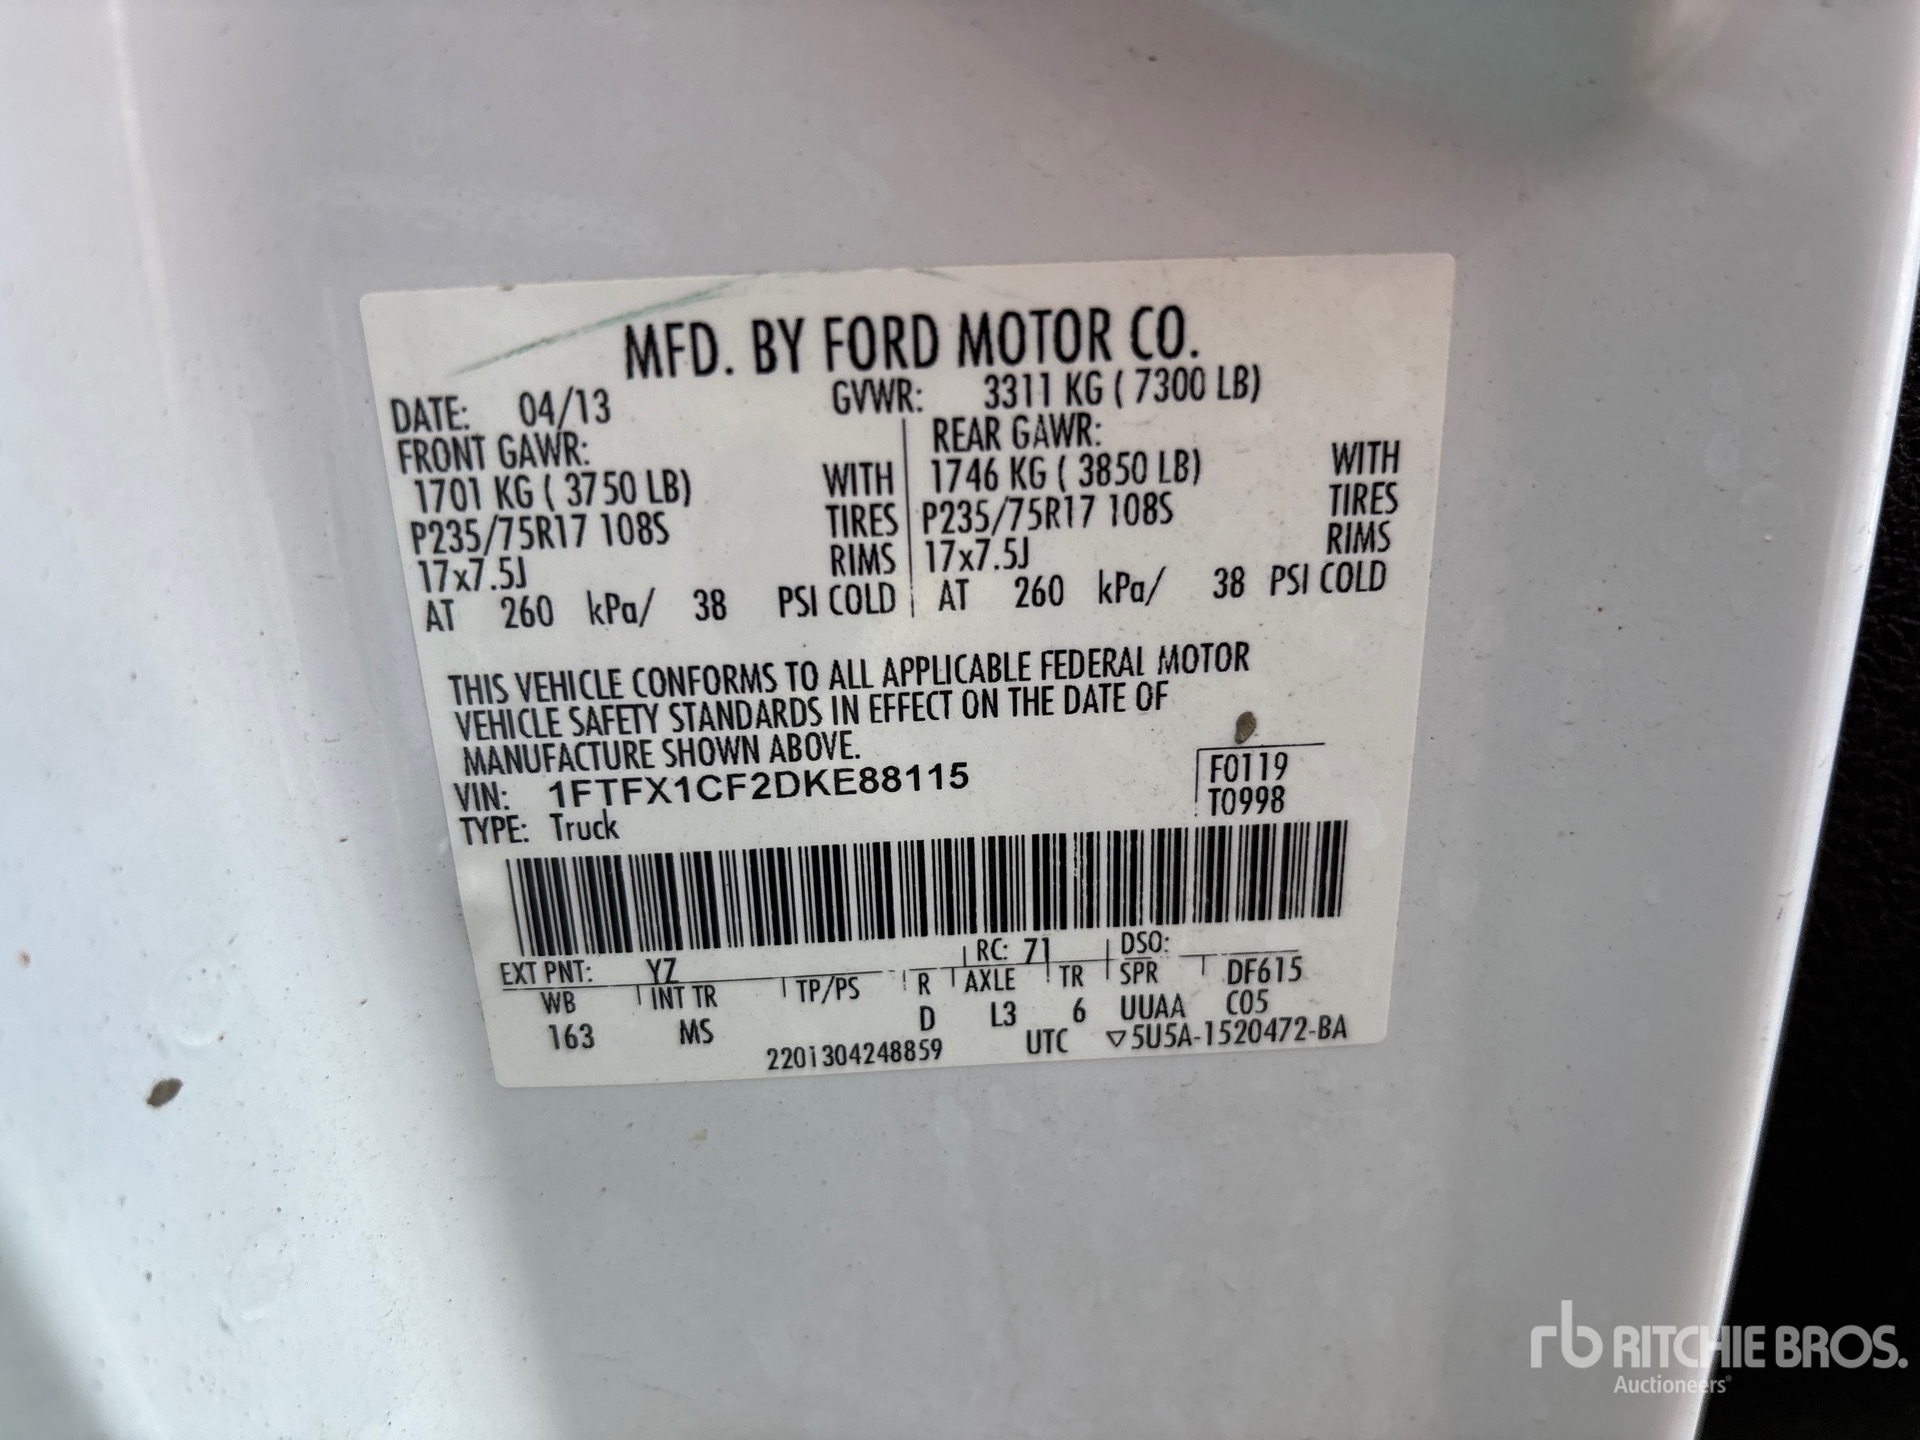 MFD. BY FORD MOTOR CO.
DATE: 04/13 GVWR: 3311 KG ( 7300 LB)
FRONT GAWR: REAR GAWR:
1701 KG ( 3750 LB) WITH 1746 KG ( 3850 LB) WITH
P235/75R17 108S TIRES P235/75R17 108S TIRES
17x7.5J RIMS 17x7.5J RIMS
AT 260 kPa/ 38 PSI COLD AT 260 kPa/ 38 PSI COLD
THIS VEHICLE CONFORMS TO ALL APPLICABLE FEDERAL MOTOR
VEHICLE SAFETY STANDARDS IN EFFECT ON THE DATE OF
MANUFACTURE SHOWN ABOVE.
VIN: 1FTFX1CF2DKE88115 F0119
TYPE: Truck T0998
EXT PNT: YZ RC: 71 DSO:
WB INT TR TP/PS R AXLE TR SPR DF615
163 MS D L3 6 UUAA C05
2201304248859 UTC ▽5U5A-1520472-BA
rb RITCHIE BROS.
Auctioneers®